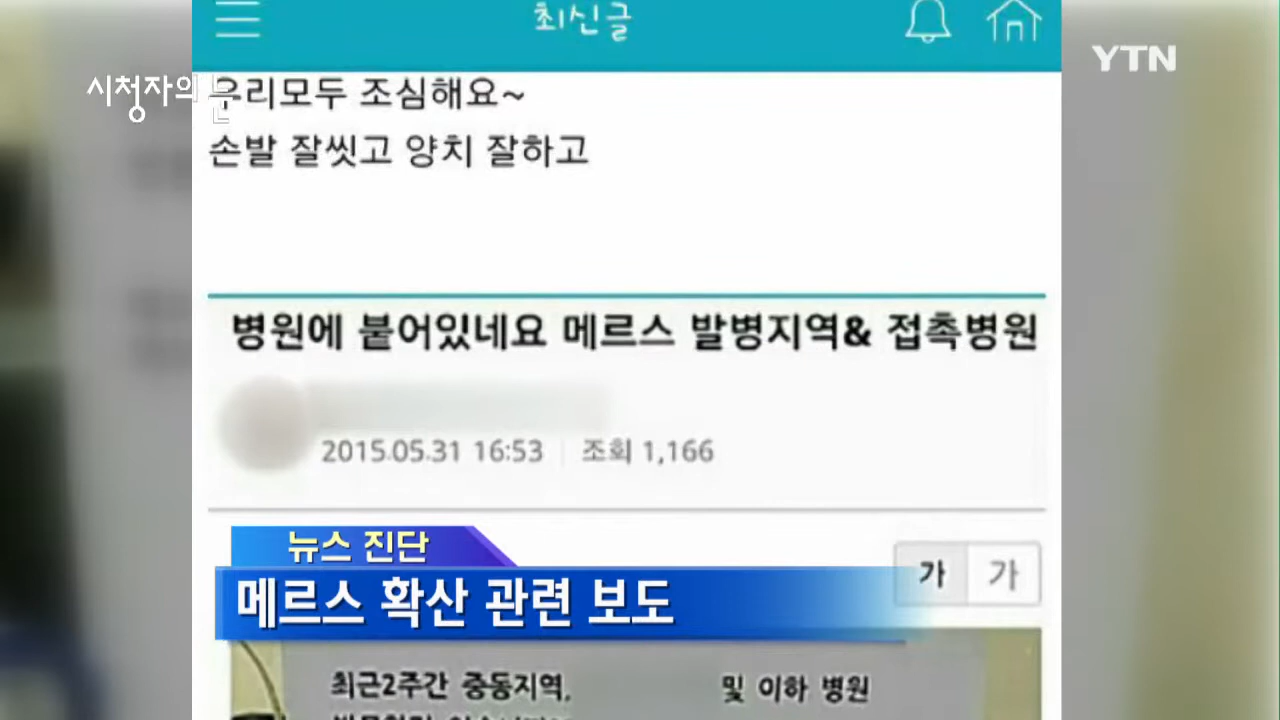 최신글
YTN
시청자의 눈
우리모두 조심해요~
손발 잘씻고 양치 잘하고
병원에 붙어있네요 메르스 발병지역& 접촉병원
2015.05.31 16:53 조회 1,166
뉴스 진단
가 가
메르스 확산 관련 보도
최근2주간 중동지역, 및 이하 병원